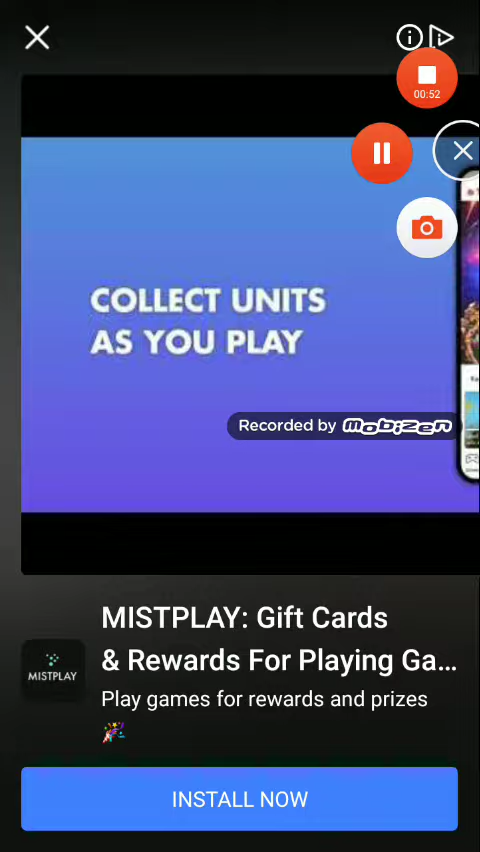 00:52
COLLECT UNITS
AS YOU PLAY
Recorded by mobizen
MISTPLAY: Gift Cards
& Rewards For Playing Ga...
MISTPLAY
Play games for rewards and prizes
INSTALL NOW